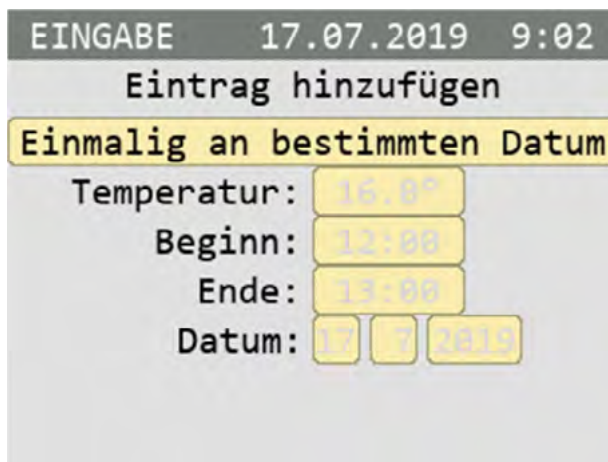 EINGABE 17.07.2019 9:02
Eintrag hinzufügen
Einmalig an bestimmten Datum
Temperatur: 16.0°
Beginn: 12:00
Ende: 13:00
Datum: 17 7 2019